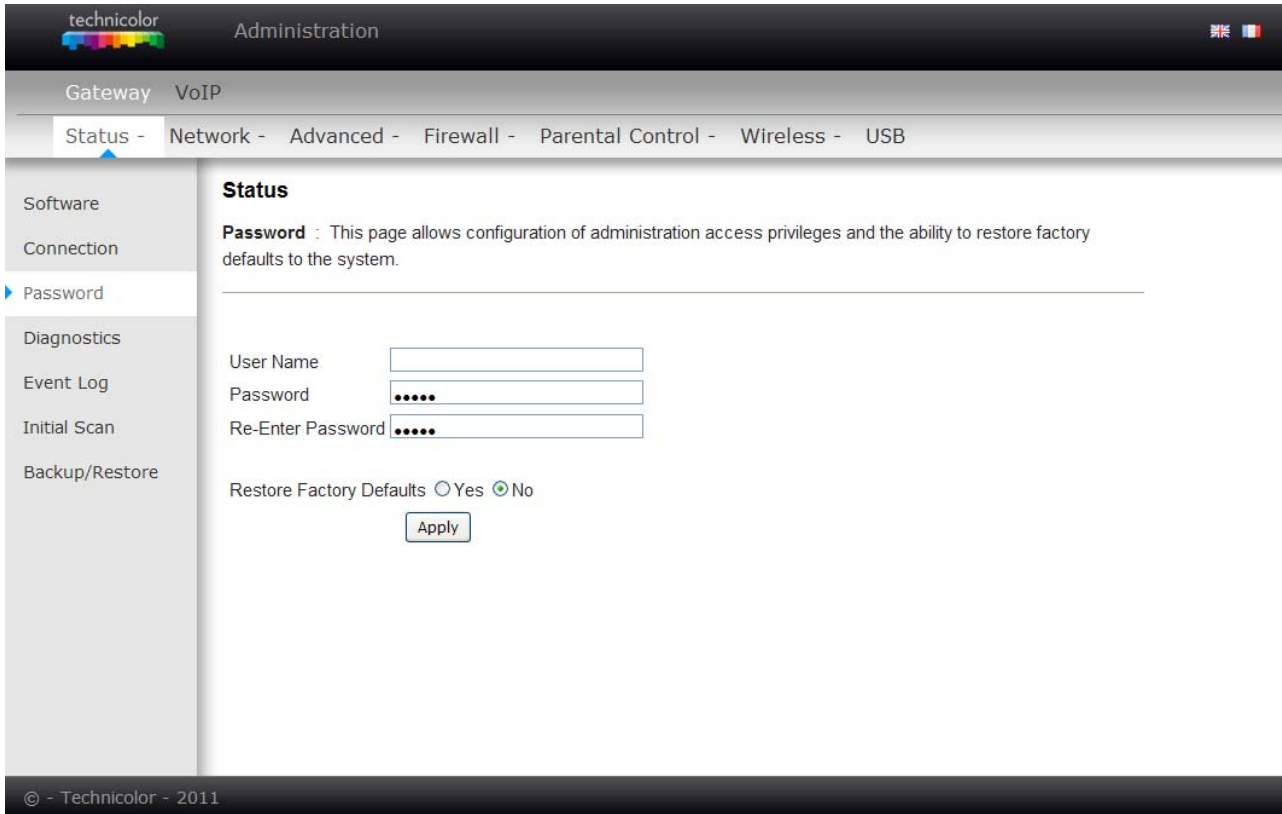 technicolor
Administration
Gateway VoIP
Status - Network - Advanced - Firewall - Parental Control - Wireless - USB
Software
Connection
Password
Diagnostics
Event Log
Initial Scan
Backup/Restore
Status
Password : This page allows configuration of administration access privileges and the ability to restore factory
defaults to the system.
User Name
Password •••••
Re-Enter Password •••••
Restore Factory Defaults Yes No
Apply
© - Technicolor - 2011